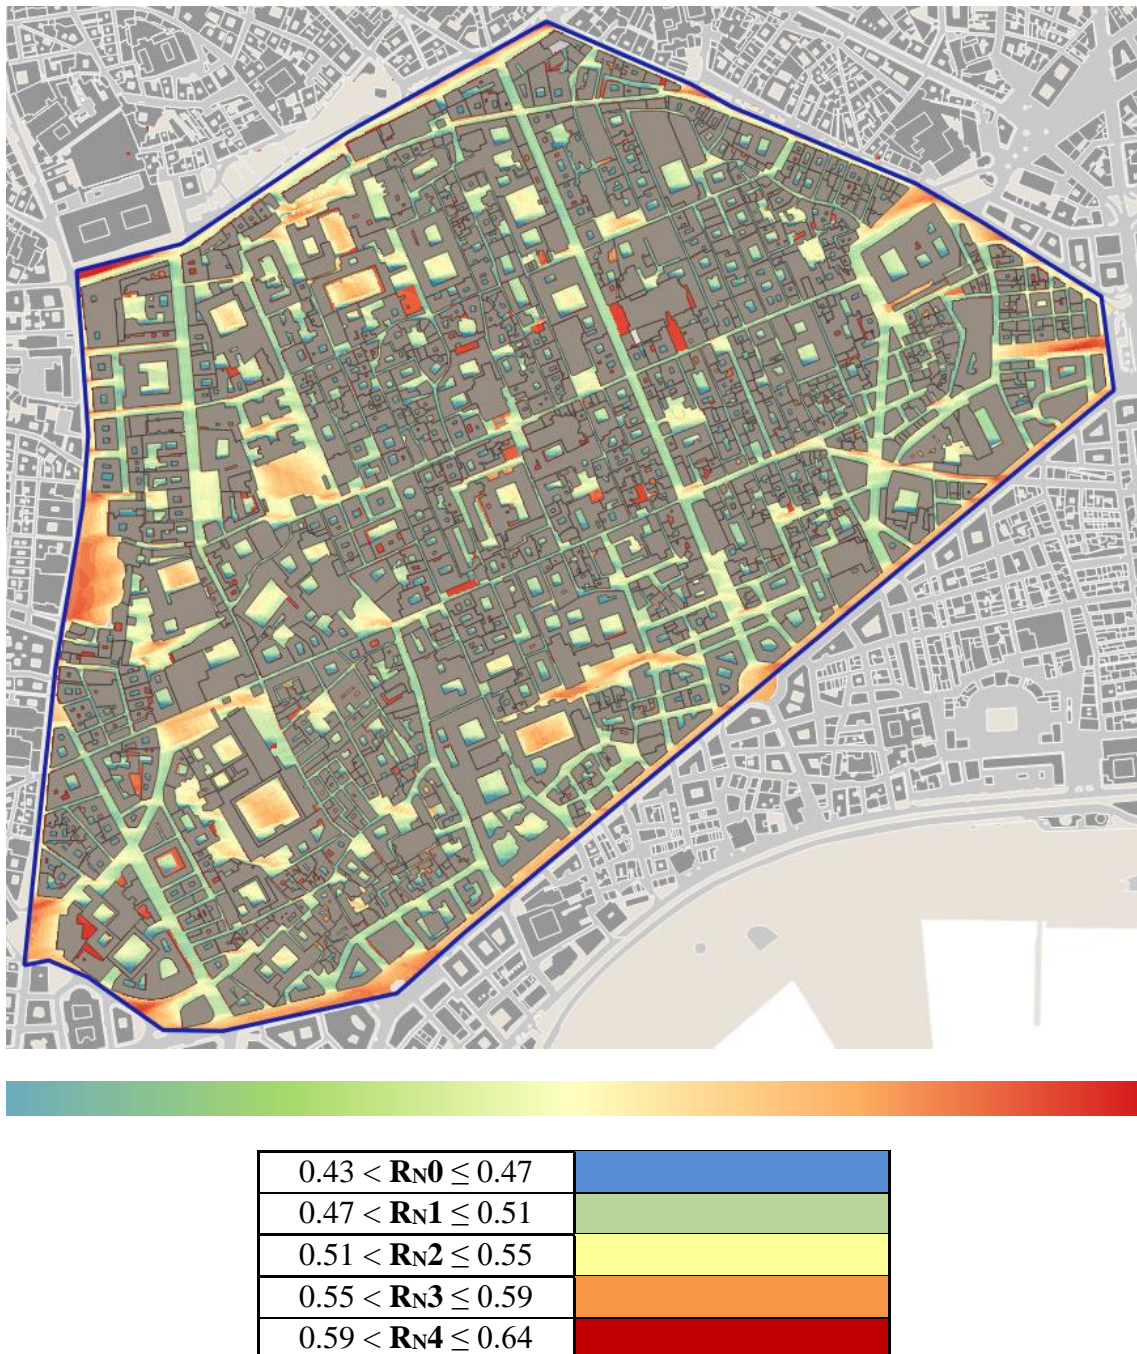 0.43 < RN0 ≤ 0.47
0.47 < RN1 ≤ 0.51
0.51 < RN2 ≤ 0.55
0.55 < RN3 ≤ 0.59
0.59 < RN4 ≤ 0.64